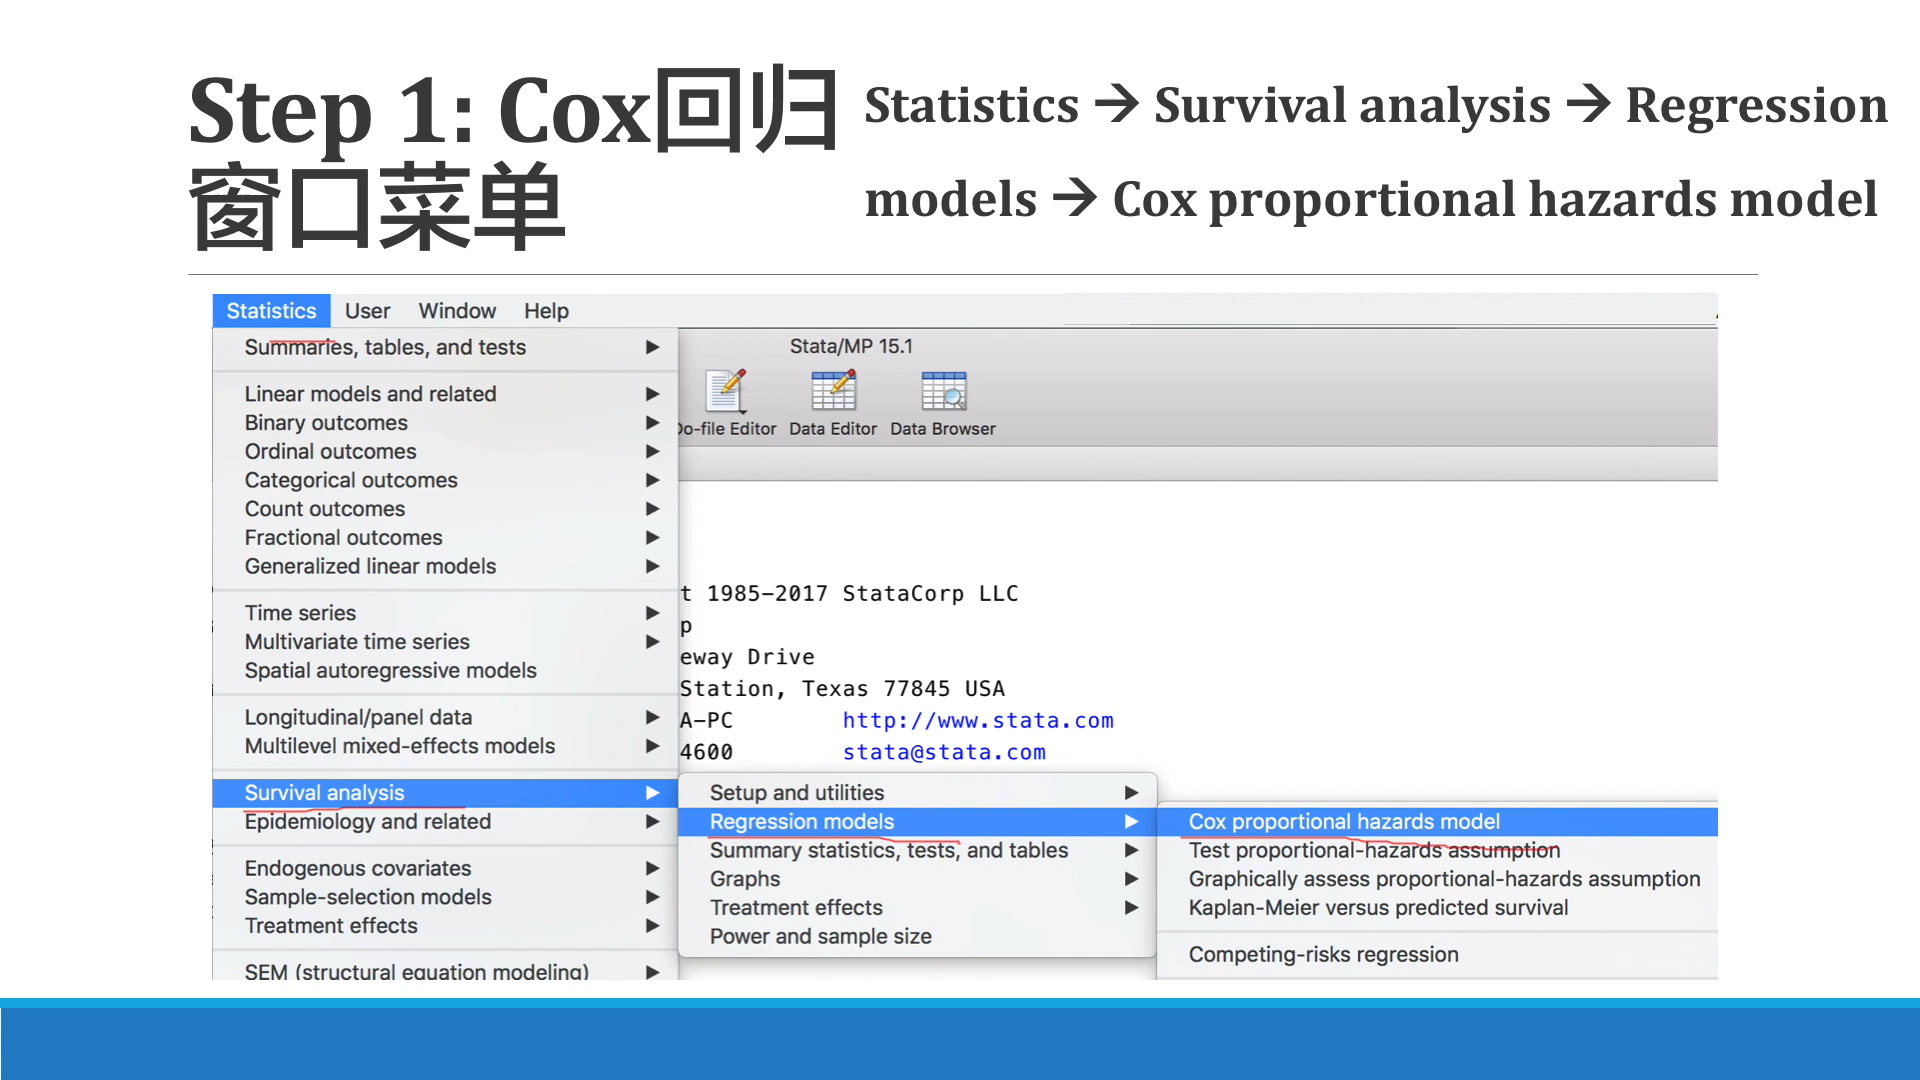 Step 1: Cox回归
窗口菜单
Statistics → Survival analysis → Regression
models → Cox proportional hazards model
Statistics User Window Help
Stata/MP 15.1
Do-file Editor Data Editor Data Browser
Summaries, tables, and tests
Linear models and related
Binary outcomes
Ordinal outcomes
Categorical outcomes
Count outcomes
Fractional outcomes
Generalized linear models
Time series
Multivariate time series
Spatial autoregressive models
Longitudinal/panel data
Multilevel mixed-effects models
Survival analysis
Epidemiology and related
Endogenous covariates
Sample-selection models
Treatment effects
SEM (structural equation modeling)
t 1985-2017 StataCorp LLC
p
eway Drive
Station, Texas 77845 USA
A-PC http://www.stata.com
4600 stata@stata.com
Setup and utilities
Regression models
Summary statistics, tests, and tables
Graphs
Treatment effects
Power and sample size
Cox proportional hazards model
Test proportional-hazards assumption
Graphically assess proportional-hazards assumption
Kaplan-Meier versus predicted survival
Competing-risks regression